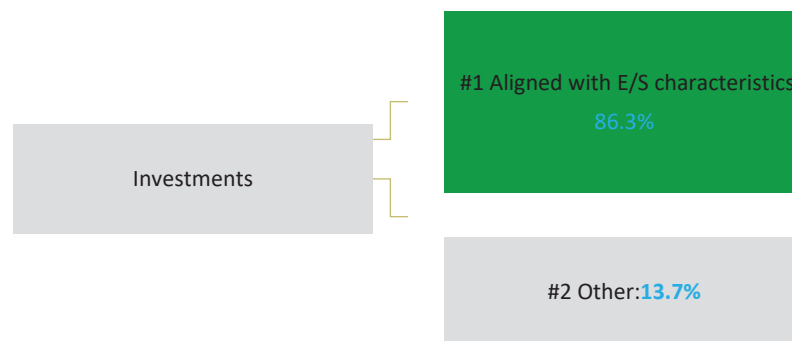 #1 Aligned with E/S characteristics
86.3%
Investments
#2 Other:13.7%